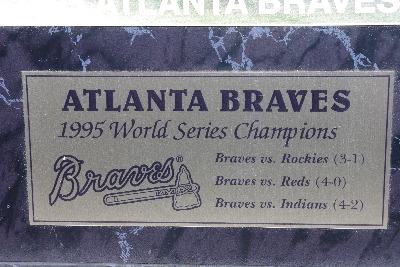 ATLANTA BRAVES
ATLANTA BRAVES
1995 World Series Champions
Braves®
Braves vs. Rockies (3-1)
Braves vs. Reds (4-0)
Braves vs. Indians (4-2)